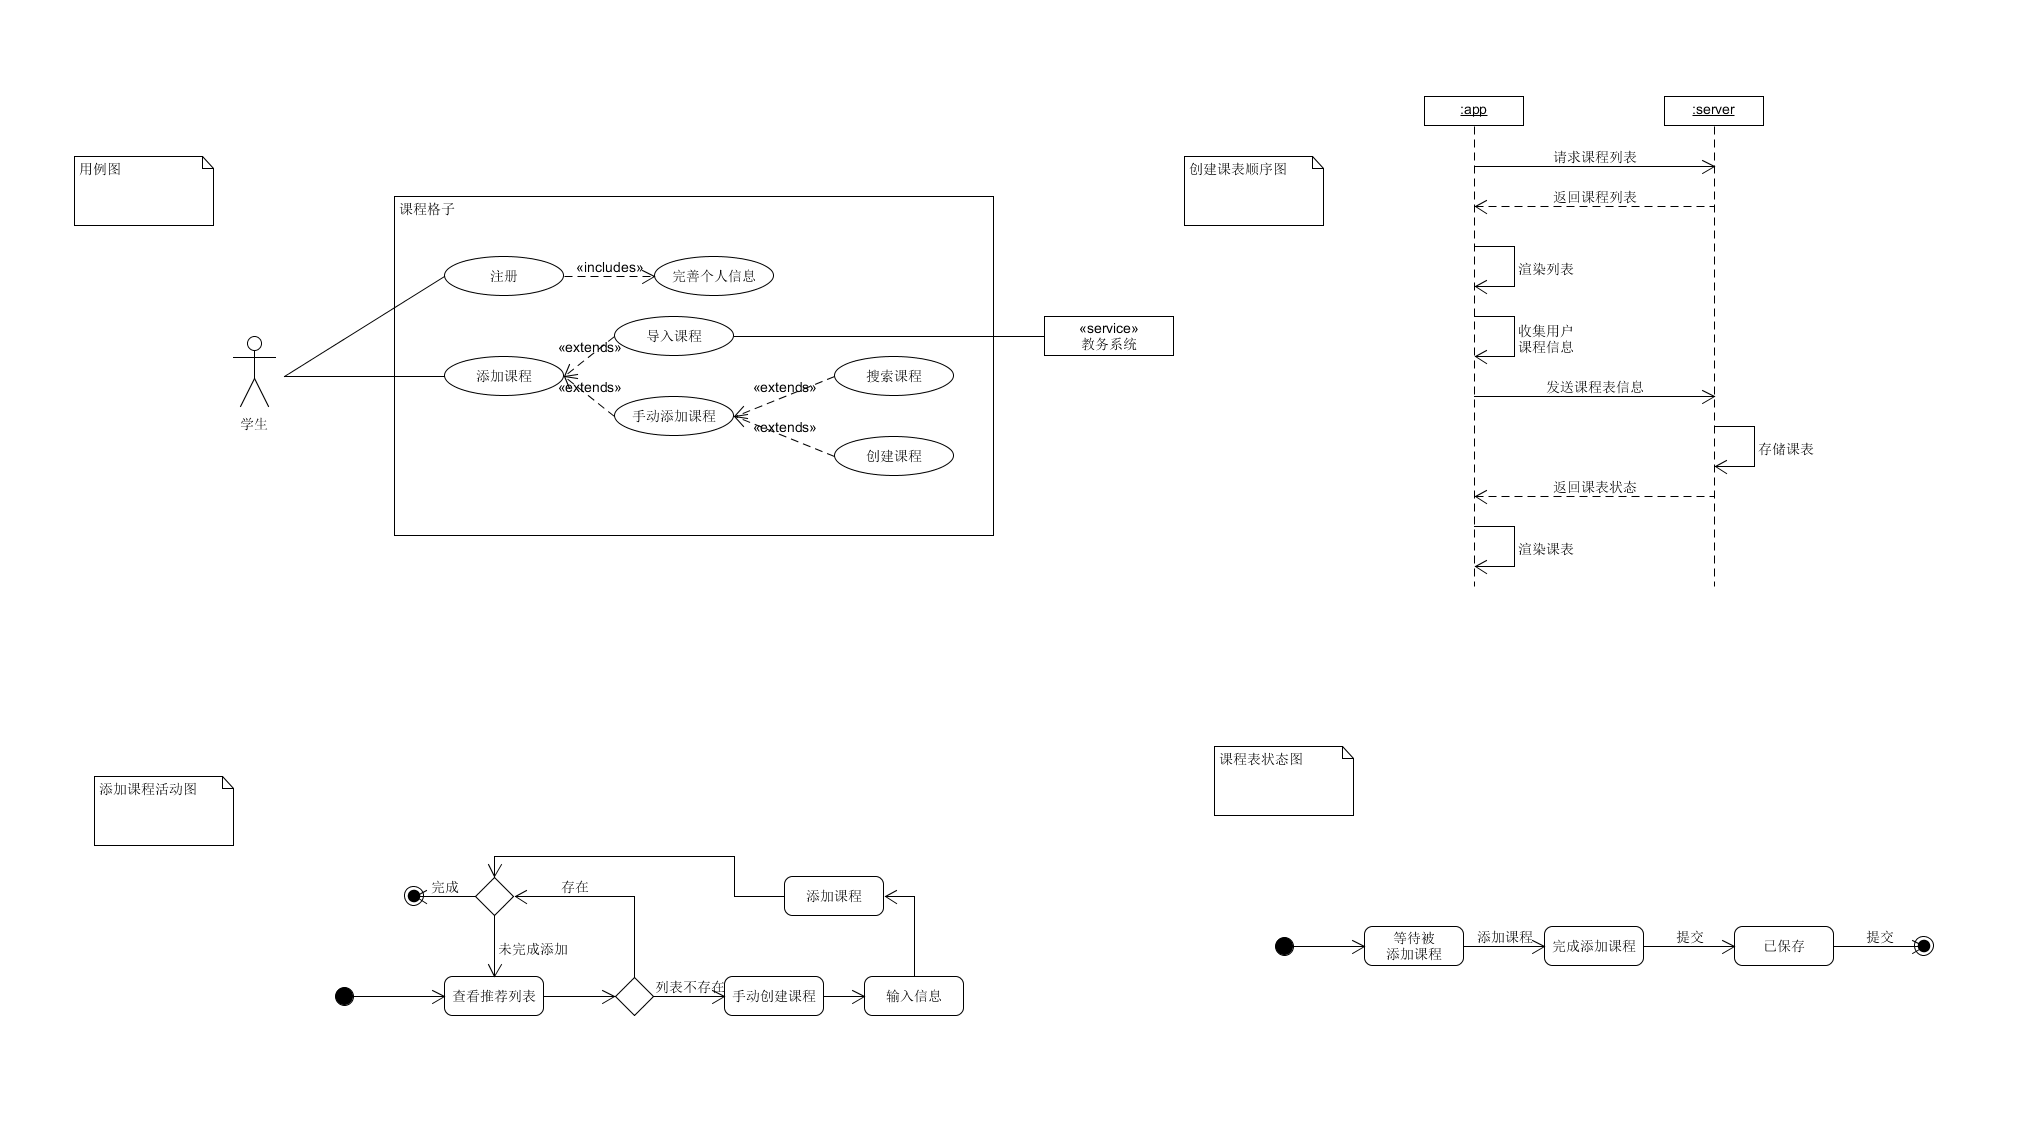 用例图
课程格子
注册
«includes»
完善个人信息
导入课程
«extends»
«service»
教务系统
添加课程
«extends»
手动添加课程
«extends»
搜索课程
«extends»
创建课程
学生
创建课表顺序图
:app
:server
请求课程列表
返回课程列表
渲染列表
收集用户
课程信息
发送课程表信息
存储课表
返回课表状态
渲染课表
添加课程活动图
完成
存在
添加课程
未完成添加
查看推荐列表
列表不存在
手动创建课程
输入信息
课程表状态图
等待被
添加课程
添加课程
完成添加课程
提交
已保存
提交